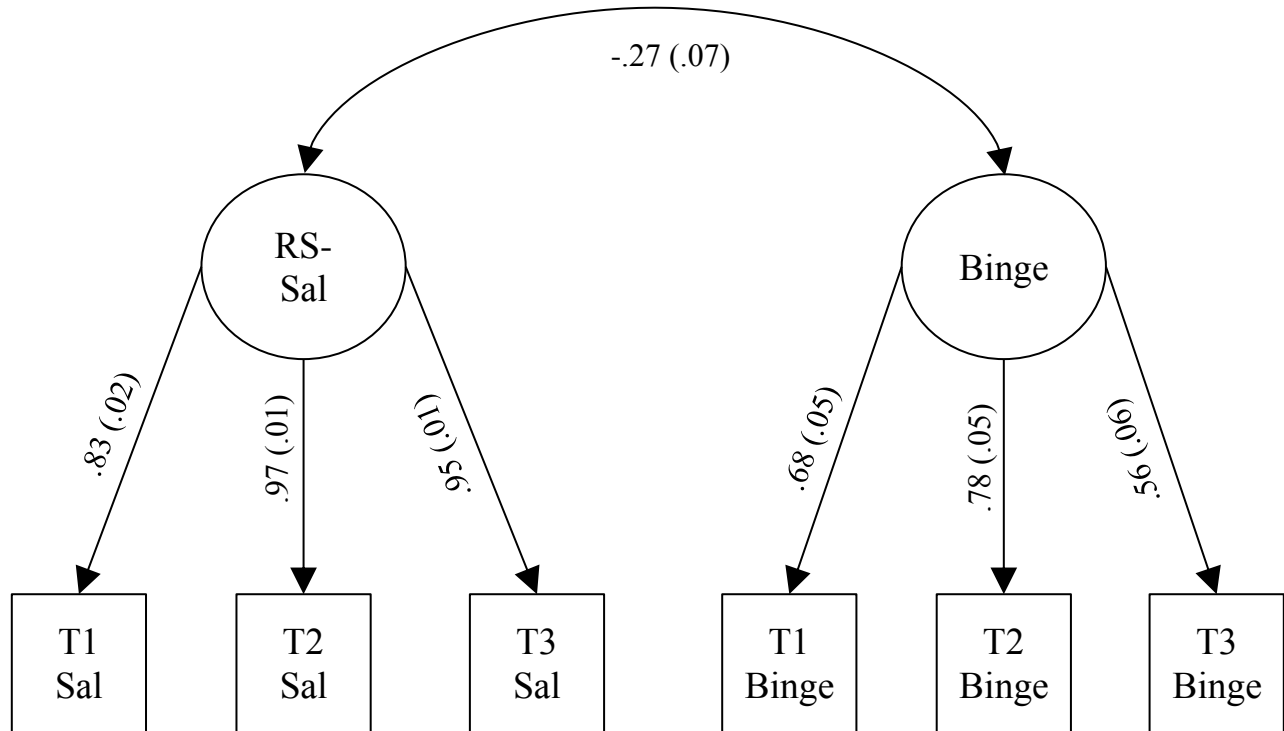 -.27 (.07)
RS-
Sal
Binge
.83 (.02)
.97 (.01)
.95 (.01)
.68 (.05)
.78 (.05)
.56 (.06)
T1
Sal
T2
Sal
T3
Sal
T1
Binge
T2
Binge
T3
Binge